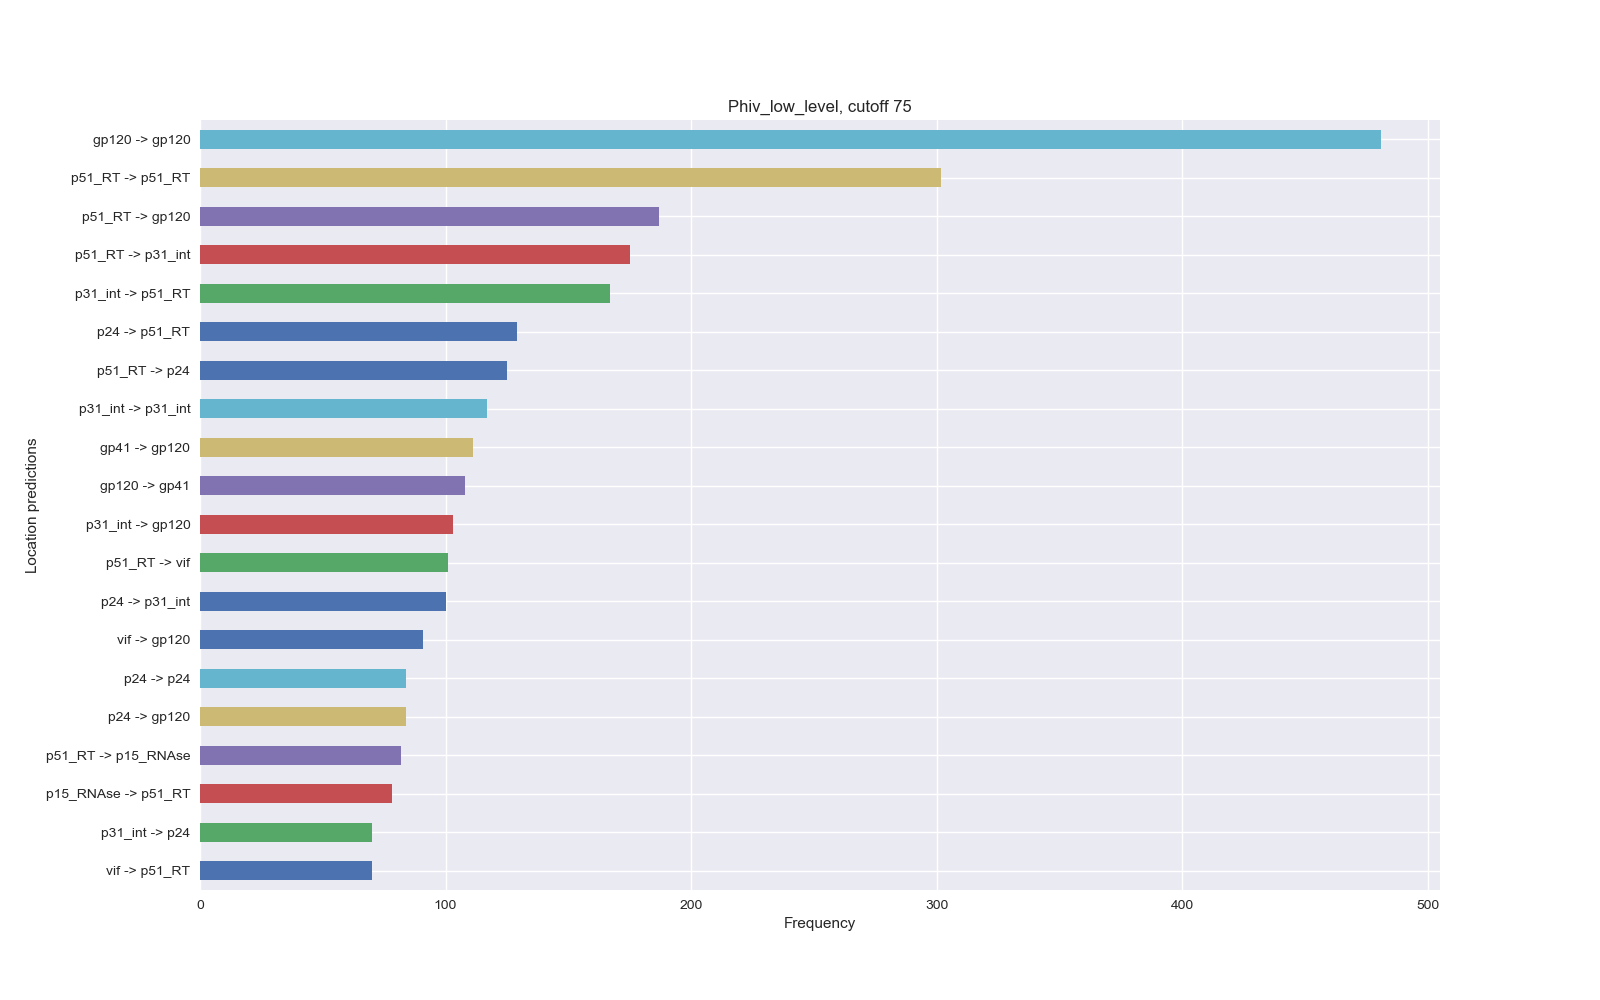 Phiv_low_level, cutoff 75
gp120 -> gp120
p51_RT -> p51_RT
p51_RT -> gp120
p51_RT -> p31_int
p31_int -> p51_RT
p24 -> p51_RT
p51_RT -> p24
p31_int -> p31_int
gp41 -> gp120
gp120 -> gp41
p31_int -> gp120
p51_RT -> vif
p24 -> p31_int
vif -> gp120
p24 -> p24
p24 -> gp120
p51_RT -> p15_RNAse
p15_RNAse -> p51_RT
p31_int -> p24
vif -> p51_RT
Location predictions
0 100 200 300 400 500
Frequency